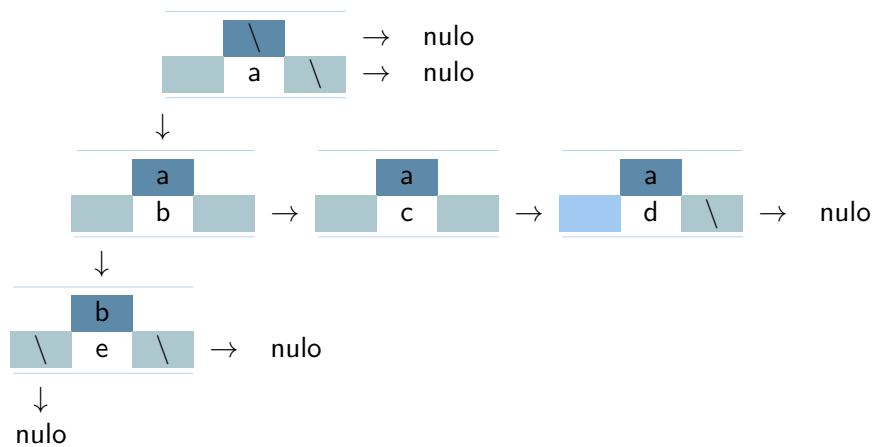 \ → nulo
a \ → nulo
↓
a a a
b → c → d \ → nulo
↓
b
\ e \ → nulo
↓
nulo